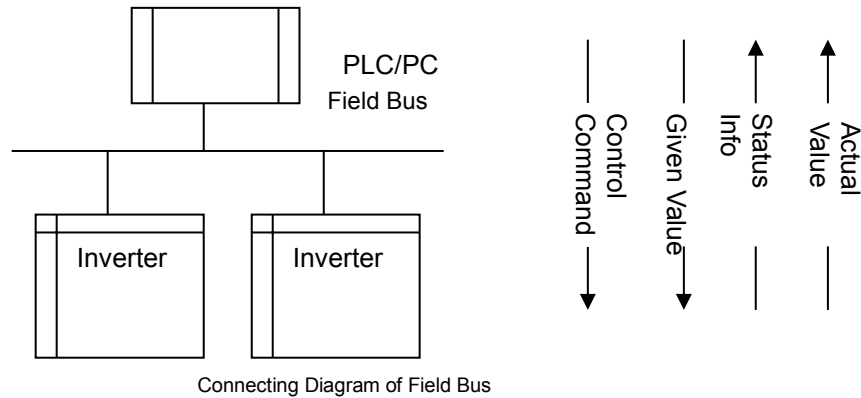 PLC/PC
Field Bus
Inverter
Inverter
Control
Command
Given Value
Status
Info
Actual
Value
Connecting Diagram of Field Bus